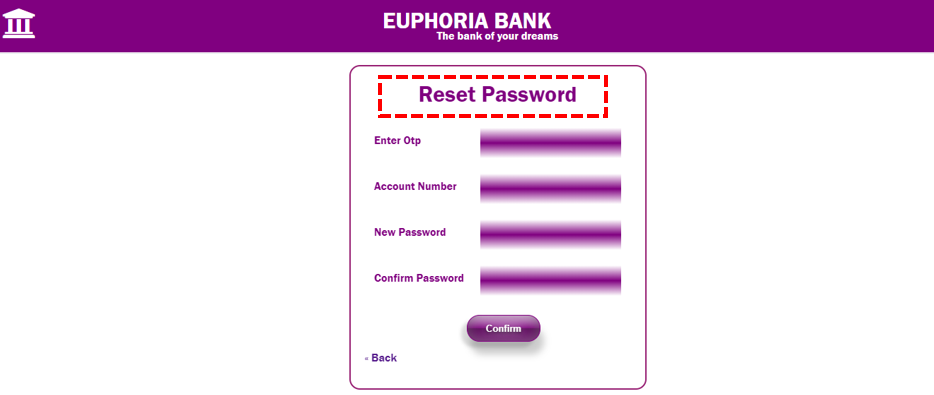 EUPHORIA BANK
The bank of your dreams
Reset Password
Enter Otp
Account Number
New Password
Confirm Password
Confirm
« Back